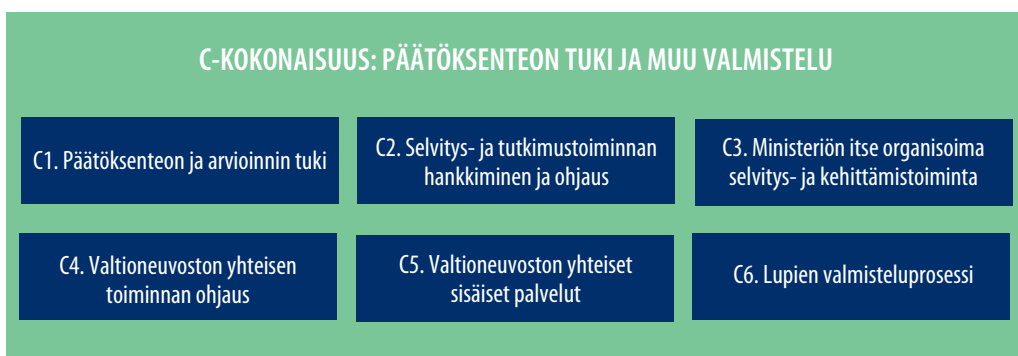 C-KOKONAISUUS: PÄÄTÖKSENTEON TUKI JA MUU VALMISTELU
C1. Päätöksenteon ja arvioinnin tuki
C2. Selvitys- ja tutkimustoiminnan
hankkiminen ja ohjaus
C3. Ministeriön itse organisoima
selvitys- ja kehittämistoiminta
C4. Valtioneuvoston yhteisen
toiminnan ohjaus
C5. Valtioneuvoston yhteiset
sisäiset palvelut
C6. Lupien valmisteluprosessi